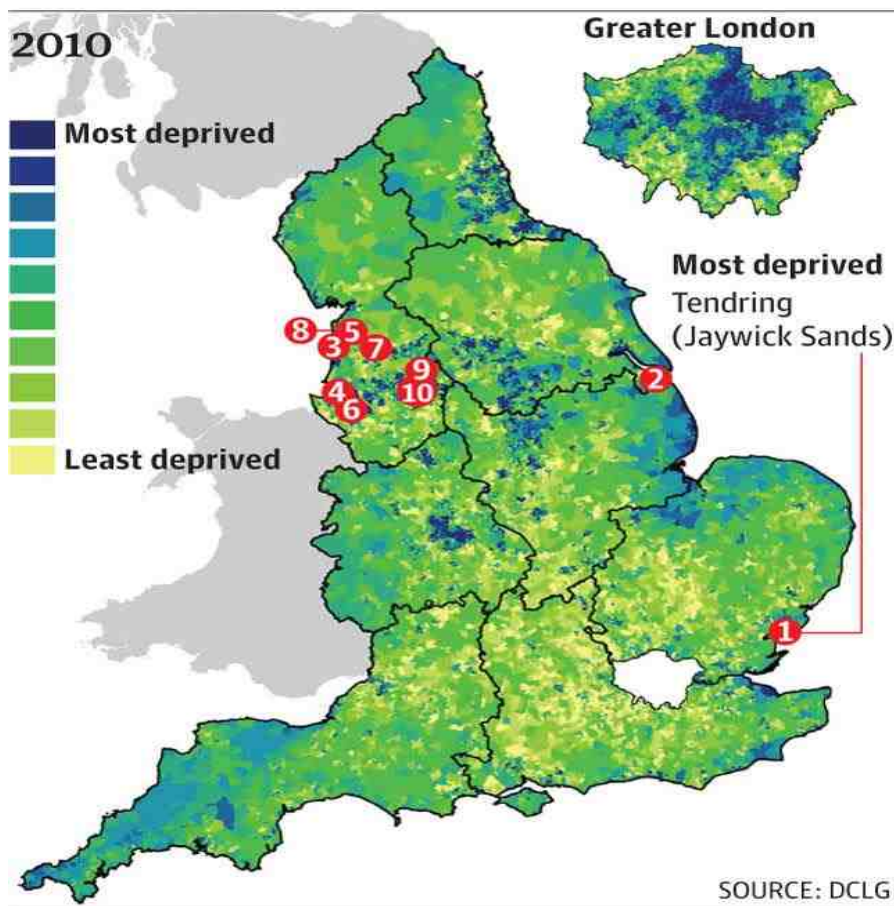 2010
Greater London
Most deprived
Least deprived
Most deprived
Tendring
(Jaywick Sands)
8
5
3
7
9
4
10
6
2
1
SOURCE: DCLG